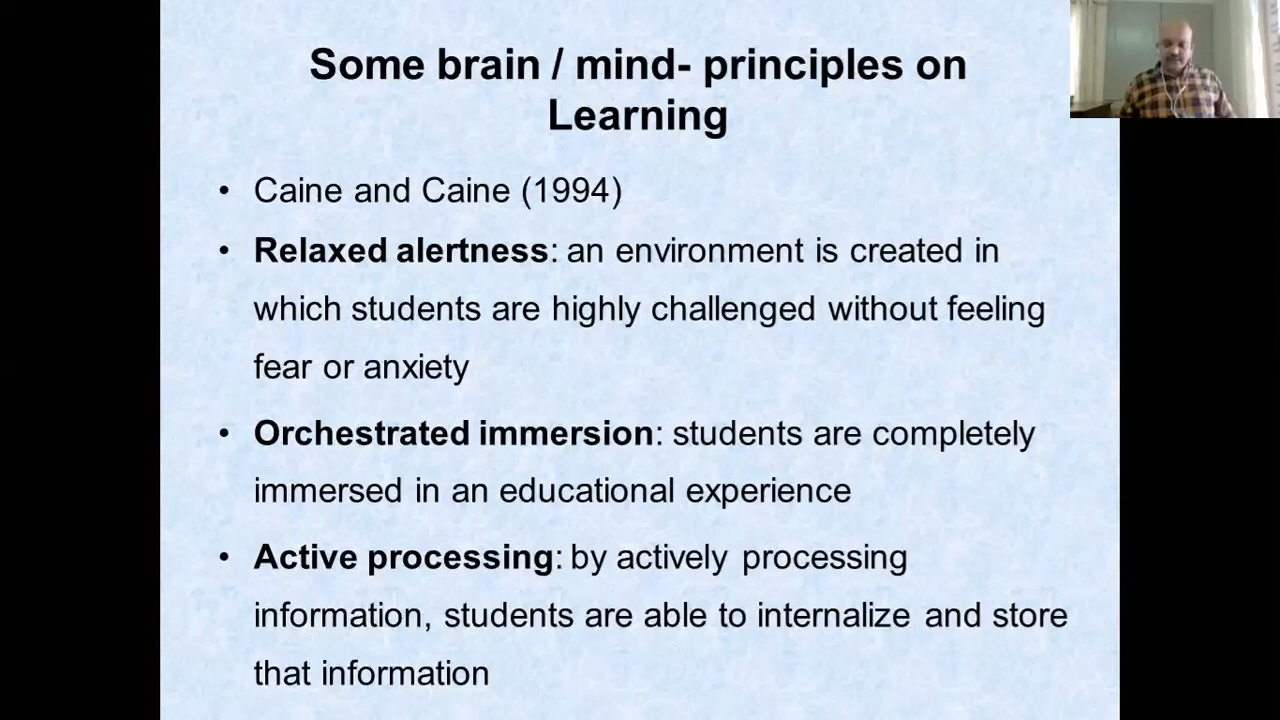 Some brain / mind- principles on
Learning
• Caine and Caine (1994)
• Relaxed alertness: an environment is created in
which students are highly challenged without feeling
fear or anxiety
• Orchestrated immersion: students are completely
immersed in an educational experience
• Active processing: by actively processing
information, students are able to internalize and store
that information